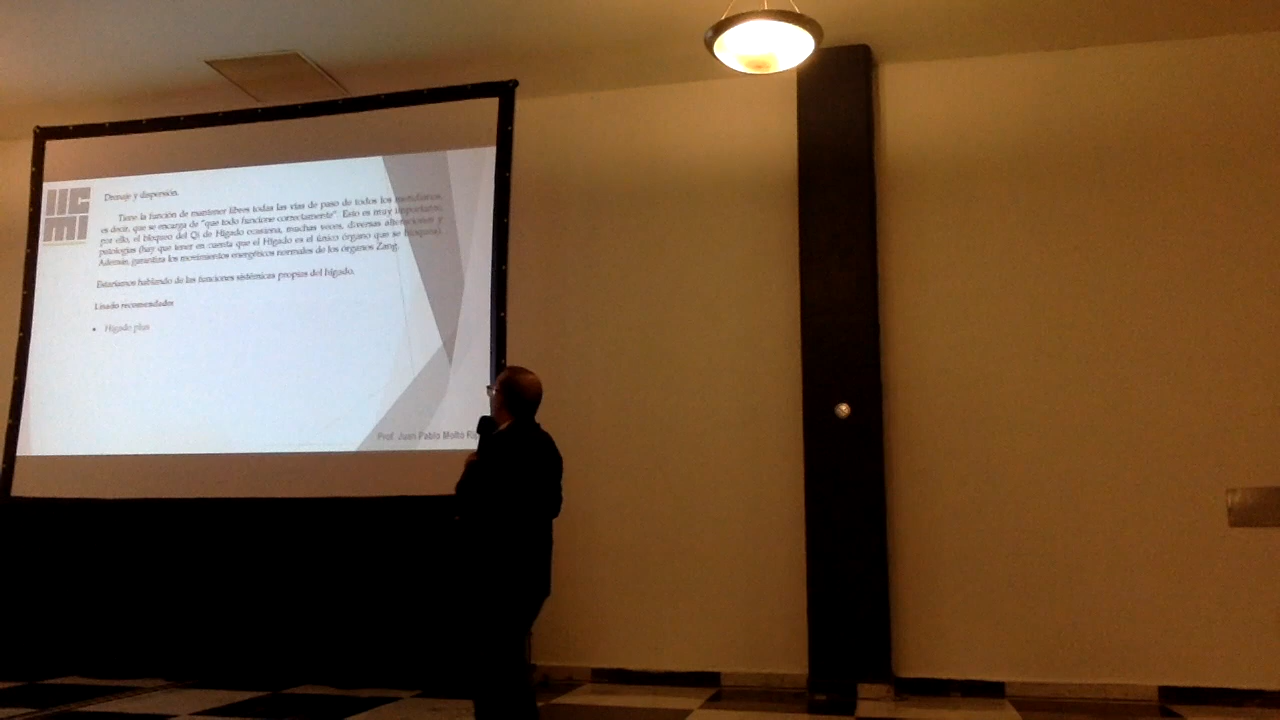 IICMI
Drenaje y dispersión.
Tiene la función de mantener libres todas las vías de paso de todos los meridianos,
es decir, que se encarga de "que todo funcione correctamente". Esto es muy importante,
por ello, el bloqueo del Qi de Hígado ocasiona, muchas veces, diversas alteraciones y
patologías (hay que tener en cuenta que el Hígado es el único órgano que se bloquea).
Además, garantiza los movimientos energéticos normales de los órganos Zang.
Estaríamos hablando de las funciones sistémicas propias del hígado.
recomendados
• Hígado plus
Prof. Juan Pablo Moltó